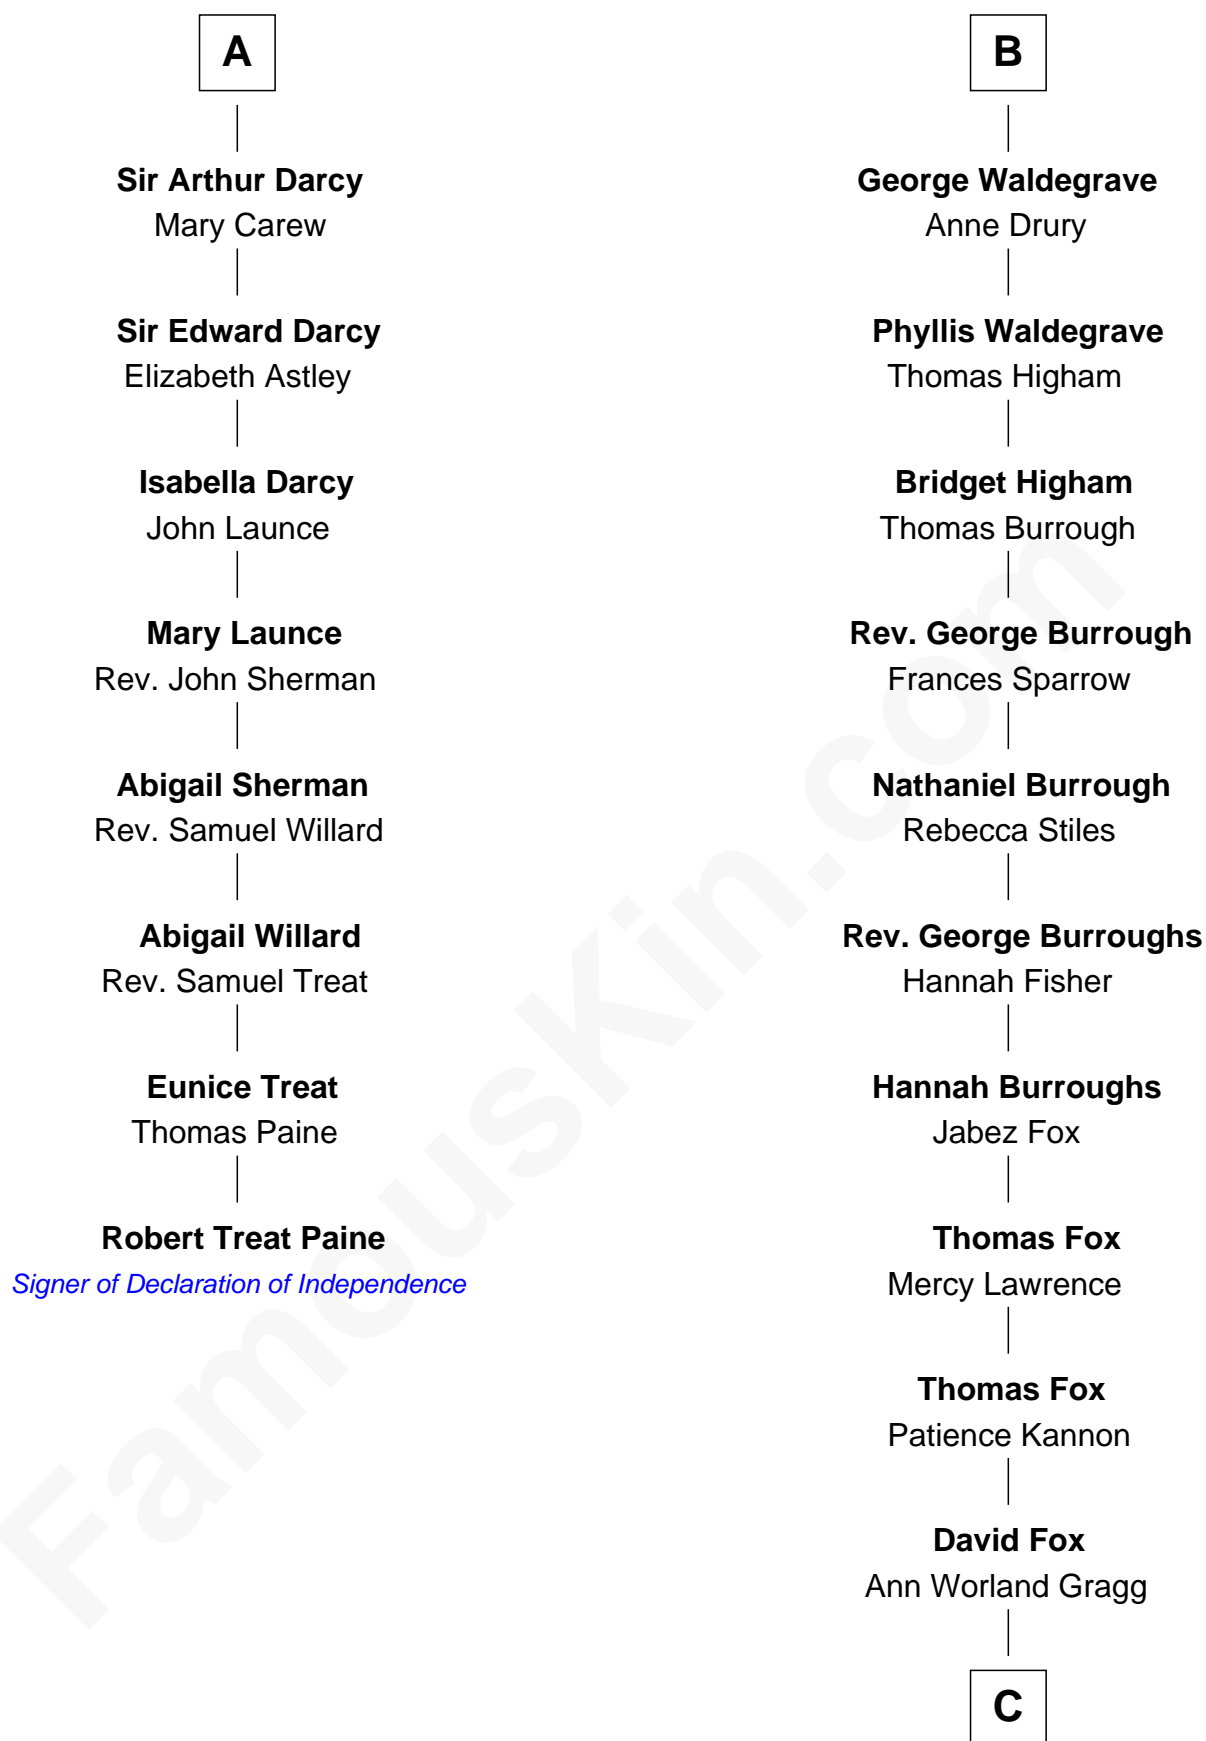 A
Sir Arthur Darcy
Mary Carew
Sir Edward Darcy
Elizabeth Astley
Isabella Darcy
John Launce
Mary Launce
Rev. John Sherman
Abigail Sherman
Rev. Samuel Willard
Abigail Willard
Rev. Samuel Treat
Eunice Treat
Thomas Paine
Robert Treat Paine
Signer of Declaration of Independence
B
George Waldegrave
Anne Drury
Phyllis Waldegrave
Thomas Higham
Bridget Higham
Thomas Burrough
Rev. George Burrough
Frances Sparrow
Nathaniel Burrough
Rebecca Stiles
Rev. George Burroughs
Hannah Fisher
Hannah Burroughs
Jabez Fox
Thomas Fox
Mercy Lawrence
Thomas Fox
Patience Kannon
David Fox
Ann Worland Gragg
C
FamousKin.com